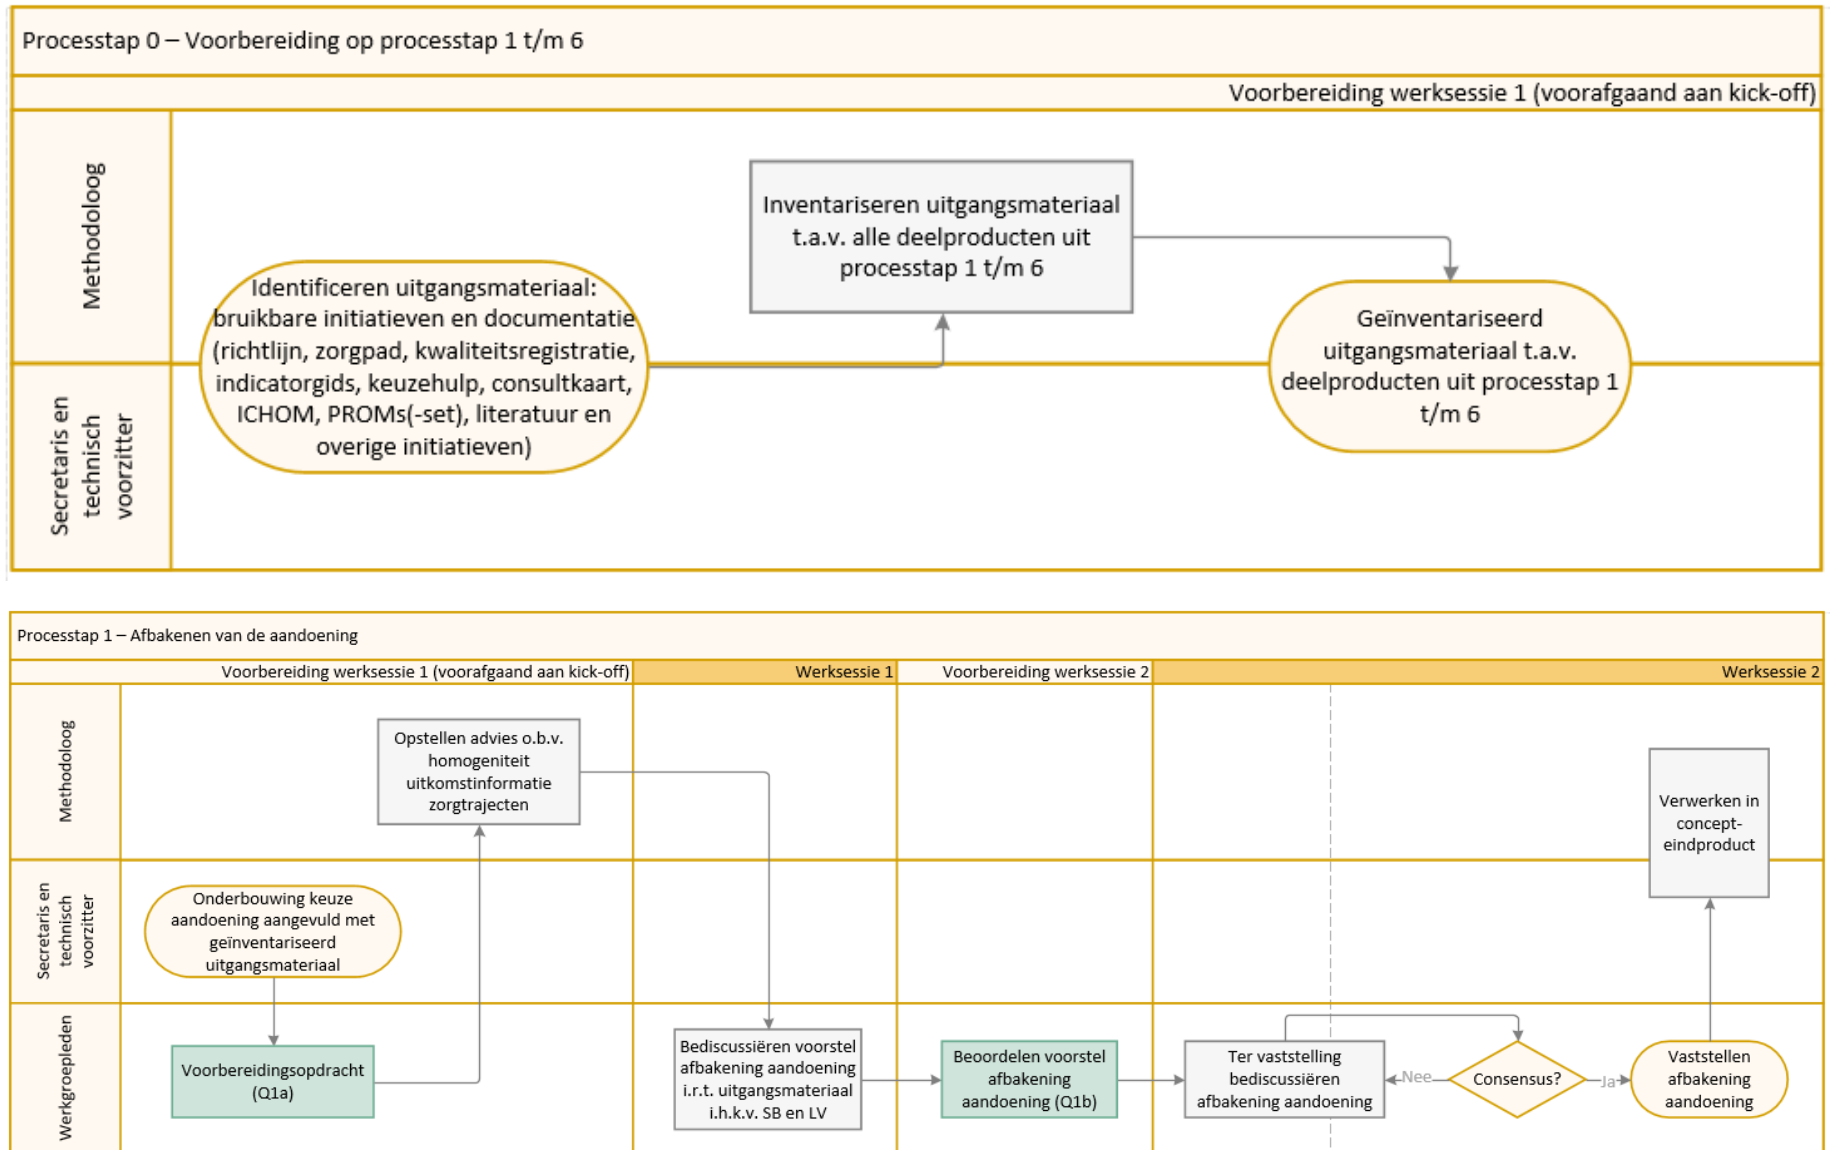 Processtap 0 – Voorbereiding op processtap 1 t/m 6
Voorbereiding werksessie 1 (voorafgaand aan kick-off)
Methodoloog
Inventariseren uitgangsmateriaal
t.a.v. alle deelproducten uit
processtap 1 t/m 6
Identificeren uitgangsmateriaal:
bruikbare initiatieven en documentatie
(richtlijn, zorgpad, kwaliteitsregistratie,
indicatorgids, keuzehulp, consultkaart,
ICHOM, PROMs(-set), literatuur en
overige initiatieven)
Geïnventariseerd
uitgangsmateriaal t.a.v.
deelproducten uit processtap 1
t/m 6
Secretaris en
technisch
voorzitter
Processtap 1 – Afbakenen van de aandoening
Voorbereiding werksessie 1 (voorafgaand aan kick-off)
Werksessie 1
Voorbereiding werksessie 2
Werksessie 2
Methodoloog
Opstellen advies o.b.v.
homogeniteit
uitkomstinformatie
zorgtrajecten
Verwerken in
concept-
eindproduct
Secretaris en
technisch
voorzitter
Onderbouwing keuze
aandoening aangevuld met
geïnventariseerd
uitgangsmateriaal
Werkgroepleden
Voorbereidingsopdracht
(Q1a)
Bediscussiëren voorstel
afbakening aandoening
i.r.t. uitgangsmateriaal
i.h.k.v. SB en LV
Beoordelen voorstel
afbakening
aandoening (Q1b)
Ter vaststelling
bediscussiëren
afbakening aandoening
Nee
Consensus?
Ja
Vaststellen
afbakening
aandoening